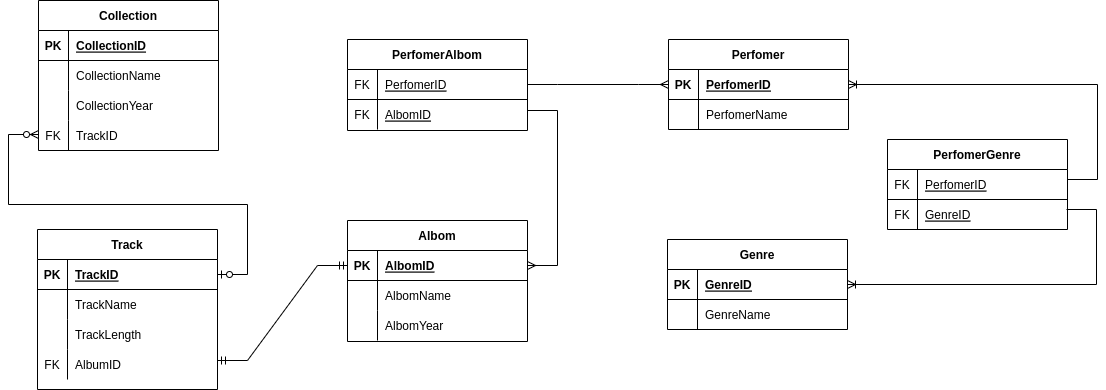 Collection
PK CollectionID
CollectionName
CollectionYear
FK TrackID
PerfomerAlbom
FK PerfomerID
FK AlbomID
Perfomer
PK PerfomerID
PerfomerName
PerfomerGenre
FK PerfomerID
FK GenreID
Track
PK TrackID
TrackName
TrackLength
FK AlbumID
Albom
PK AlbomID
AlbomName
AlbomYear
Genre
PK GenreID
GenreName